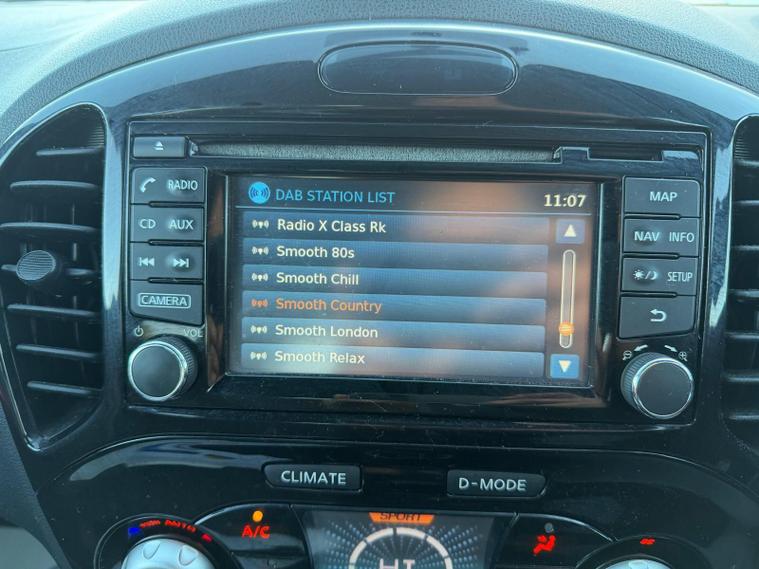 RADIO
CD AUX
CAMERA
VOL
DAB STATION LIST 11:07
Radio X Class Rk
Smooth 80s
Smooth Chill
Smooth Country
Smooth London
Smooth Relax
MAP
NAV INFO
SETUP
CLIMATE D-MODE
A/C
SPORT